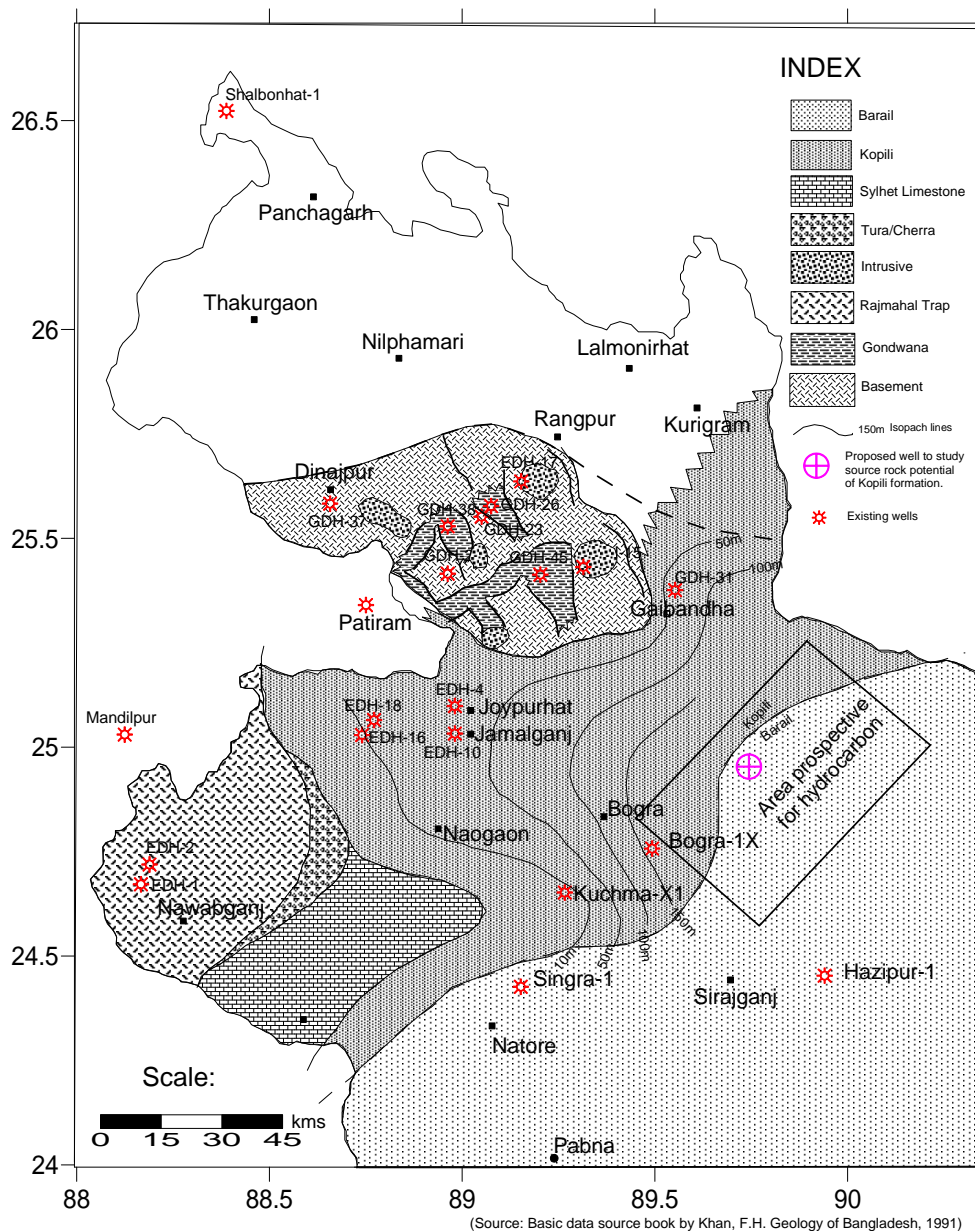 INDEX
Barail
Kopili
Sylhet Limestone
Tura/Cherra
Intrusive
Rajmahal Trap
Gondwana
Basement
150m Isopach lines
Proposed well to study
source rock potential
of Kopili formation.
Existing wells
26.5
26
25.5
25
24.5
24
Shalbonhat-1
Panchagarh
Thakurgaon
Nilphamari
Lalmonirhat
Rangpur
Kurigram
Dinajpur
EDH-17
GDH-37
GDH-38
GDH-26
GDH-23
GDH-45
50m
100m
GDH-31
Gaibandha
Patiram
Mandilpur
EDH-4
EDH-18
Joypurhat
EDH-16
Jamalganj
EDH-10
Kopili
Barail
Area prospective
for hydrocarbon
Bogra
Naogaon
Bogra-1X
EDH-2
EDH-1
Nawabganj
Kuchma-X1
10m
50m
100m
150m
Singra-1
Hazipur-1
Sirajganj
Natore
Pabna
Scale:
kms
0 15 30 45
88 88.5 89 89.5 90
(Source: Basic data source book by Khan, F.H. Geology of Bangladesh, 1991)